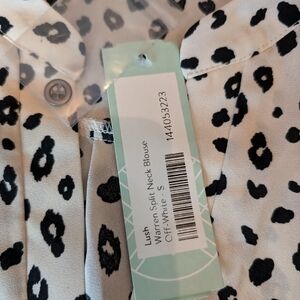 Lush
Warren Split Neck Blouse
Off-White - S
144053223